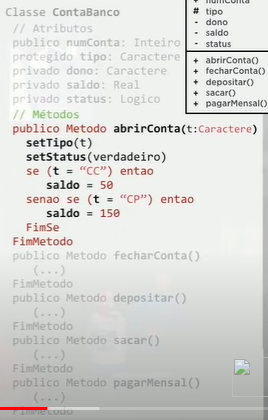 Classe ContaBanco
// Atributos
publico numConta: Inteiro
protegido tipo: Caractere
privado dono: Caractere
privado saldo: Real
privado status: Logico
// Métodos
publico Metodo abrirConta(t:Caractere)
setTipo(t)
setStatus(verdadeiro)
se (t = “CC”) entao
saldo = 50
senao se (t = “CP”) entao
saldo = 150
FimSe
FimMetodo
publico Metodo fecharConta()
(...)
FimMetodo
publico Metodo depositar()
(...)
FimMetodo
publico Metodo sacar()
(...)
FimMetodo
publico Metodo pagarMensal()
(...)
FimMetodo
+ numConta
# tipo
- dono
- saldo
- status
+ abrirConta()
+ fecharConta()
+ depositar()
+ sacar()
+ pagarMensal()